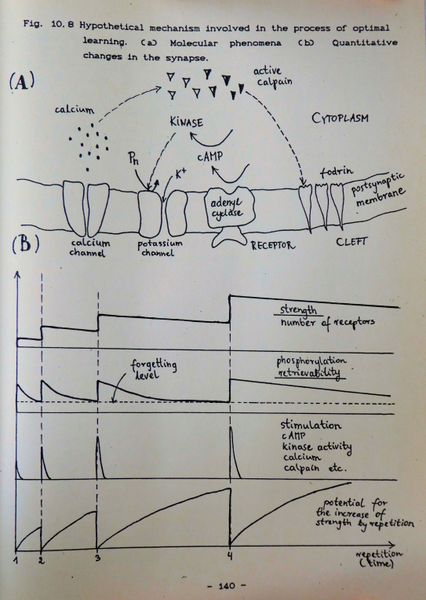 Fig. 10.8 Hypothetical mechanism involved in the process of optimal
learning. (a) Molecular phenomena (b) Quantitative
changes in the synapse.
(A)
active
calpain
calcium
KINASE
CYTOPLASM
Pn
cAMP
K+
fodrin
postsynaptic
membrane
adenyl
cyclase
calcium
channel
potassium
channel
RECEPTOR
CLEFT
(B)
strength
number of receptors
forgetting
level
phosphorylation
retrievability
stimulation
cAMP
kinase activity
calcium
calpain etc.
potential for
the increase of
strength by repetition
1 2 3 4
repetition
(time)
- 140 -